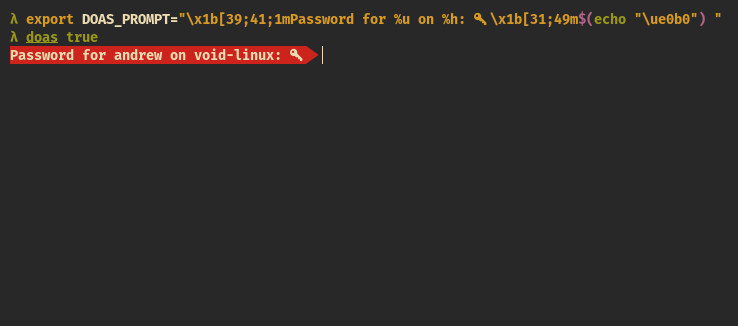 λ export DOAS_PROMPT="\x1b[39;41;1mPassword for %u on %h: 🔑\x1b[31;49m$(echo "\ue0b0") "
λ doas true
Password for andrew on void-linux: 🔑